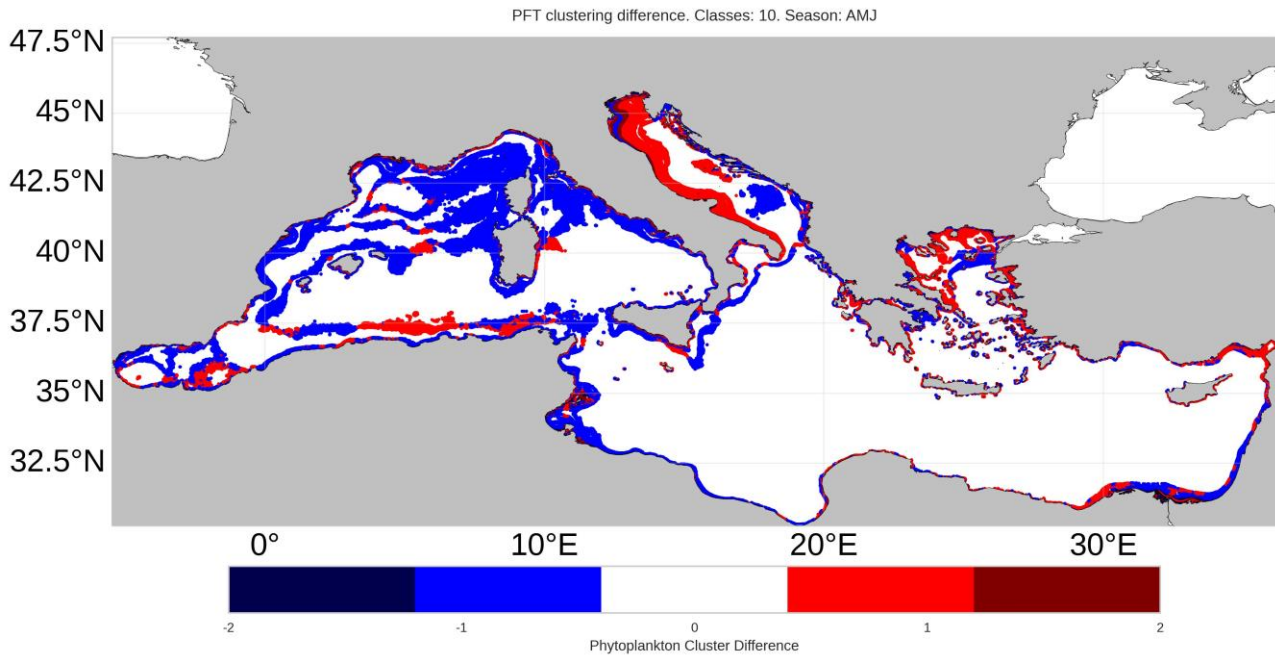 PFT clustering difference. Classes: 10. Season: AMJ
47.5°N
45°N
42.5°N
40°N
37.5°N
35°N
32.5°N
0° 10°E 20°E 30°E
-2 -1 0 1 2
Phytoplankton Cluster Difference